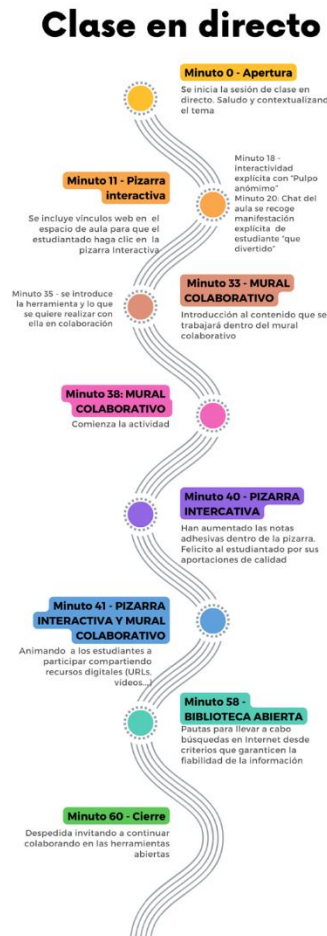 Clase en directo
Minuto 0 - Apertura
Se inicia la sesión de clase en
directo. Saludo y contextualizando
el tema
Minuto 11 - Pizarra
interactiva
Se incluye vínculos web en el
espacio de aula para que el
estudiantado haga clic en la
pizarra Interactiva
Minuto 18 -
interactividad
explícita con "Pulpo
anómimo"
Minuto 20: Chat del
aula se recoge
manifestación
explícita de
estudiante "que
divertido"
Minuto 33 - MURAL
COLABORATIVO
Introducción al contenido que se
trabajará dentro del mural
colaborativo
Minuto 35 - se introduce
la herramienta y lo que
se quiere realizar con
ella en colaboración
Minuto 38: MURAL
COLABORATIVO
Comienza la actividad
Minuto 40 - PIZARRA
INTERCATIVA
Han aumentado las notas
adhesivas dentro de la pizarra.
Felicito al estudiantado por sus
aportaciones de calidad
Minuto 41 - PIZARRA
INTERACTIVA Y MURAL
COLABORATIVO
Animando a los estudiantes a
participar compartiendo
recursos digitales (URLs,
vídeos...)
Minuto 58 -
BIBLIOTECA ABIERTA
Pautas para llevar a cabo
búsquedas en Internet desde
criterios que garanticen la
fiabilidad de la información
Minuto 60 - Cierre
Despedida invitando a continuar
colaborando en las herramientas
abiertas